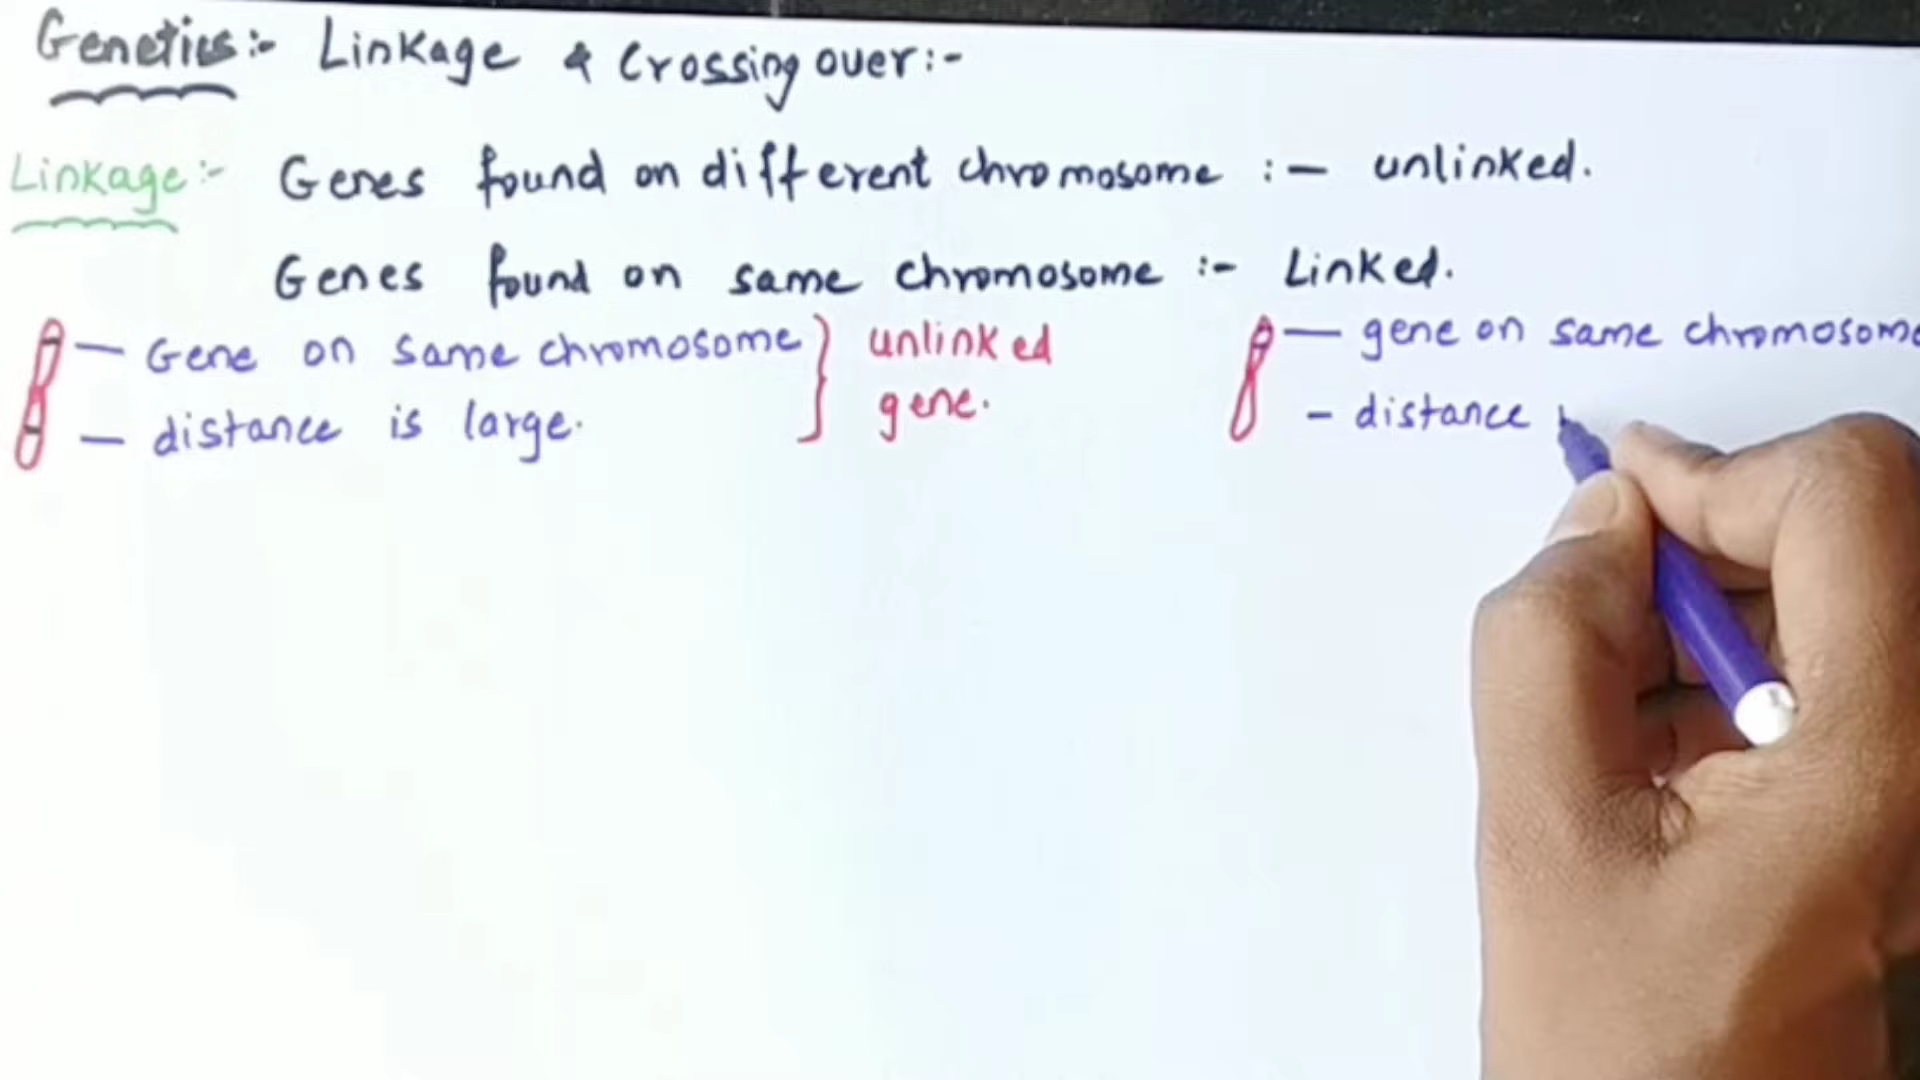 Genetics:- Linkage & Crossing over:-
Linkage:- Genes found on different chromosome :- unlinked.
Genes found on same chromosome :- Linked.
- Gene on same chromosome } unlinked
- distance is large. gene.
- gene on same chromosome
- distance